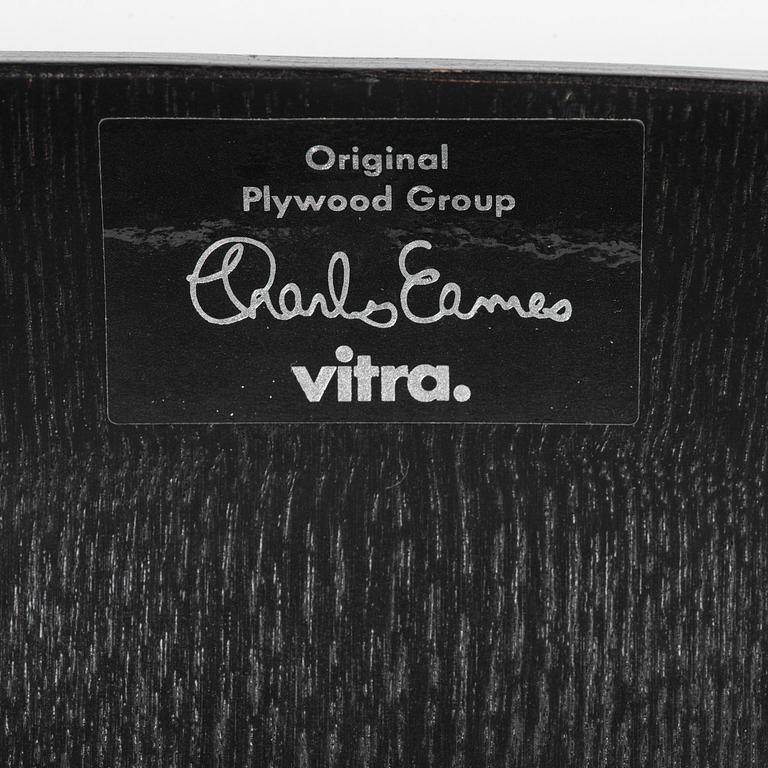 Original
Plywood Group
Charles Eames
vitra.